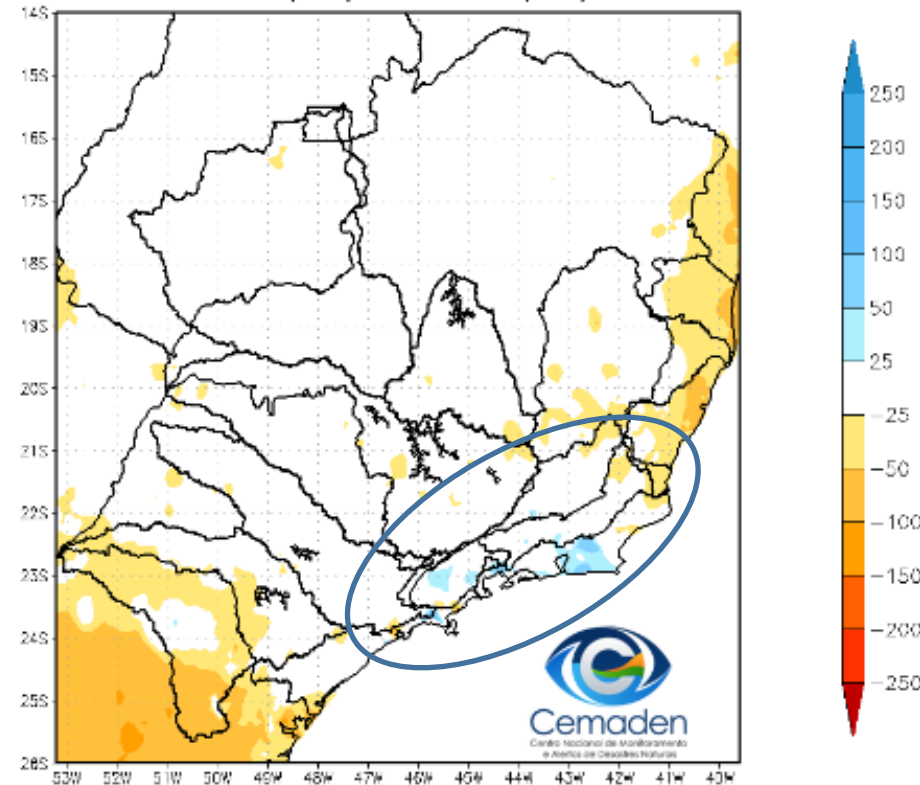 14S
15S
16S
17S
18S
19S
20S
21S
22S
23S
24S
25S
26S
53W 52W 51W 50W 49W 48W 47W 46W 45W 44W 43W 42W 41W 40W
250
200
150
100
50
25
-25
-50
-100
-150
-200
-250
Cemaden
Centro Nacional de Monitoramento
e Alertas de Desastres Naturais